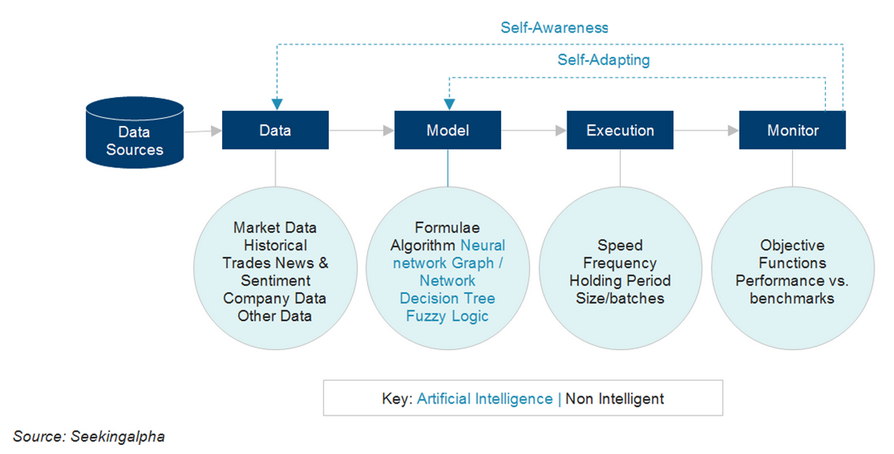 Self-Awareness
Self-Adapting
Data
Sources
Data
Model
Execution
Monitor
Market Data
Historical
Trades News &
Sentiment
Company Data
Other Data
Formulae
Algorithm Neural
network Graph /
Network
Decision Tree
Fuzzy Logic
Speed
Frequency
Holding Period
Size/batches
Objective
Functions
Performance vs.
benchmarks
Key: Artificial Intelligence | Non Intelligent
Source: Seekingalpha